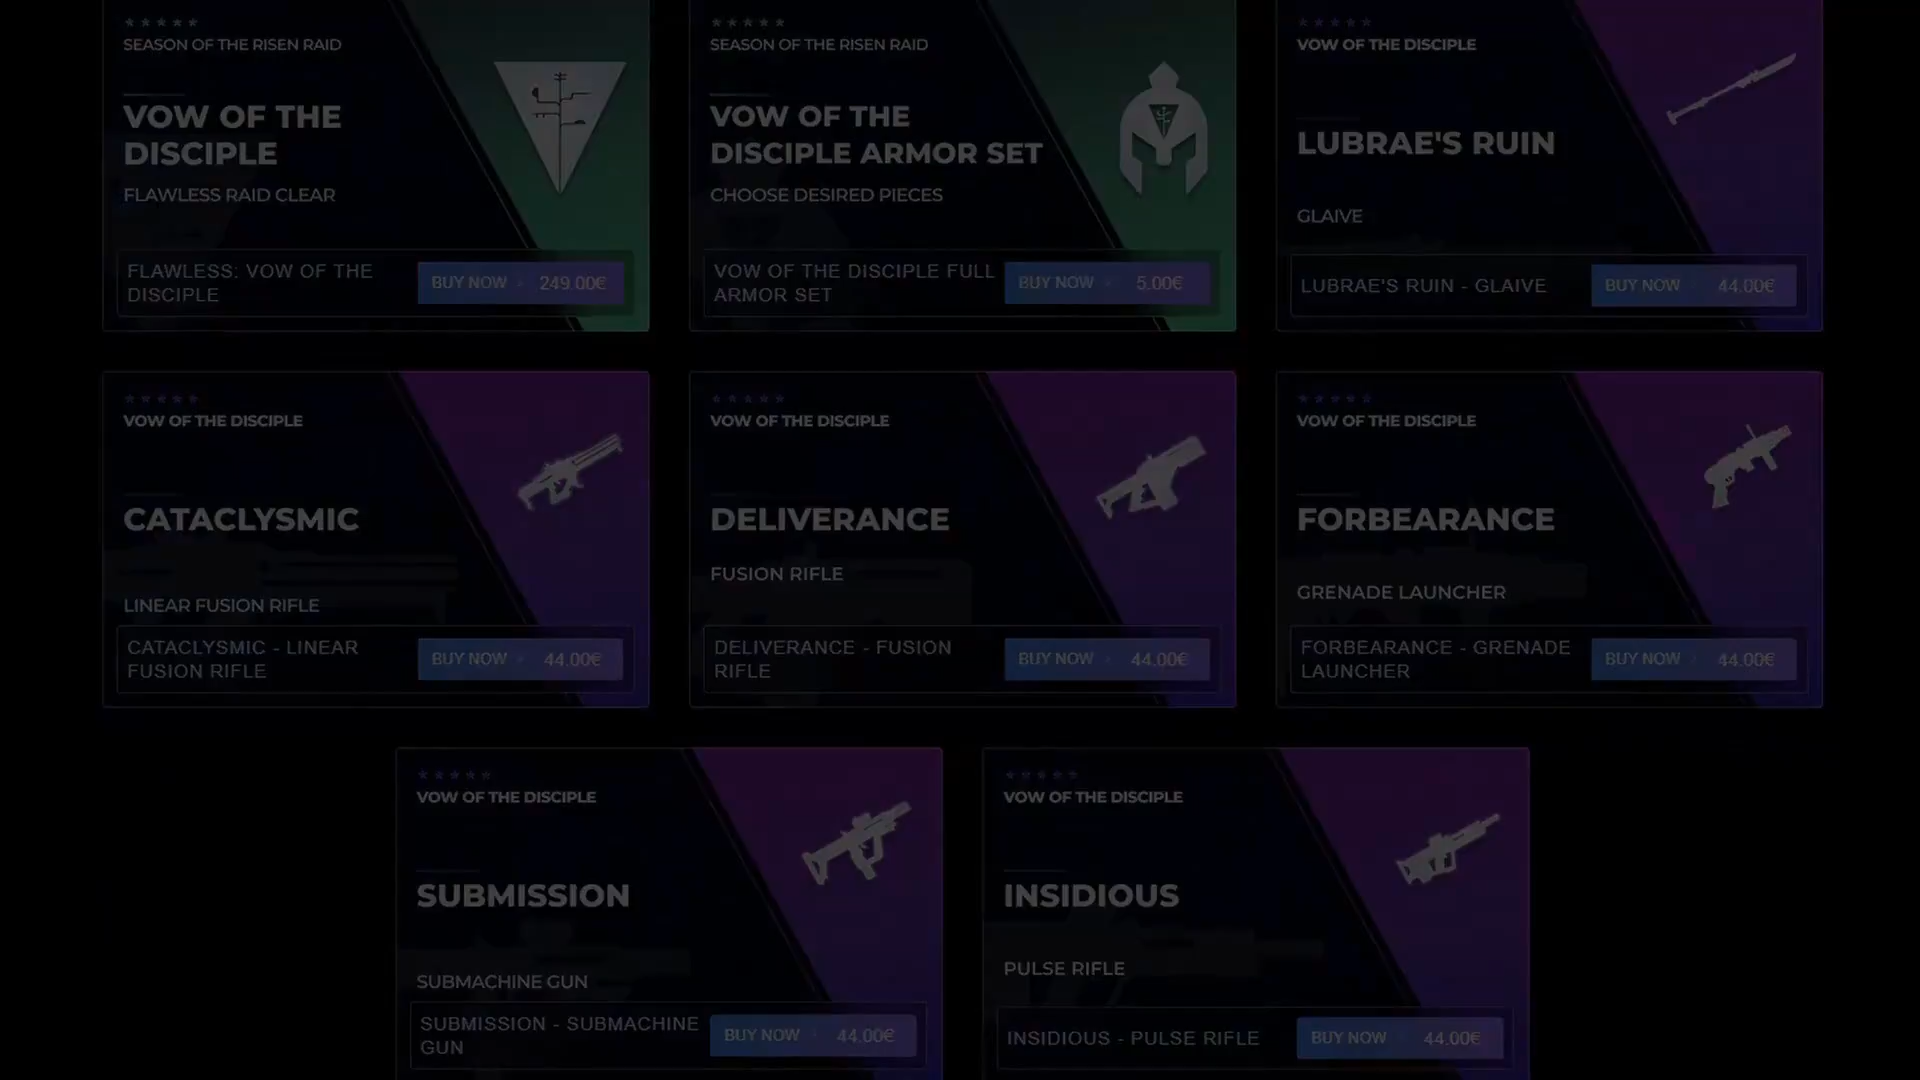 SEASON OF THE RISEN RAID
VOW OF THE
DISCIPLE
FLAWLESS RAID CLEAR
FLAWLESS: VOW OF THE
DISCIPLE
BUY NOW
249.00€
SEASON OF THE RISEN RAID
VOW OF THE
DISCIPLE ARMOR SET
CHOOSE DESIRED PIECES
VOW OF THE DISCIPLE FULL
ARMOR SET
BUY NOW
5.00€
VOW OF THE DISCIPLE
LUBRAE'S RUIN
GLAIVE
LUBRAE'S RUIN - GLAIVE
BUY NOW
44.00€
VOW OF THE DISCIPLE
CATACLYSMIC
LINEAR FUSION RIFLE
CATACLYSMIC - LINEAR
FUSION RIFLE
BUY NOW
44.00€
VOW OF THE DISCIPLE
DELIVERANCE
FUSION RIFLE
DELIVERANCE - FUSION
RIFLE
BUY NOW
44.00€
VOW OF THE DISCIPLE
FORBEARANCE
GRENADE LAUNCHER
FORBEARANCE - GRENADE
LAUNCHER
BUY NOW
44.00€
VOW OF THE DISCIPLE
SUBMISSION
SUBMACHINE GUN
SUBMISSION - SUBMACHINE
GUN
BUY NOW
44.00€
VOW OF THE DISCIPLE
INSIDIOUS
PULSE RIFLE
INSIDIOUS - PULSE RIFLE
BUY NOW
44.00€